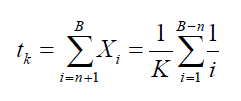 t_k = \sum_{i=n+1}^{B} X_i = \frac{1}{K} \sum_{i=1}^{B-n} \frac{1}{i}